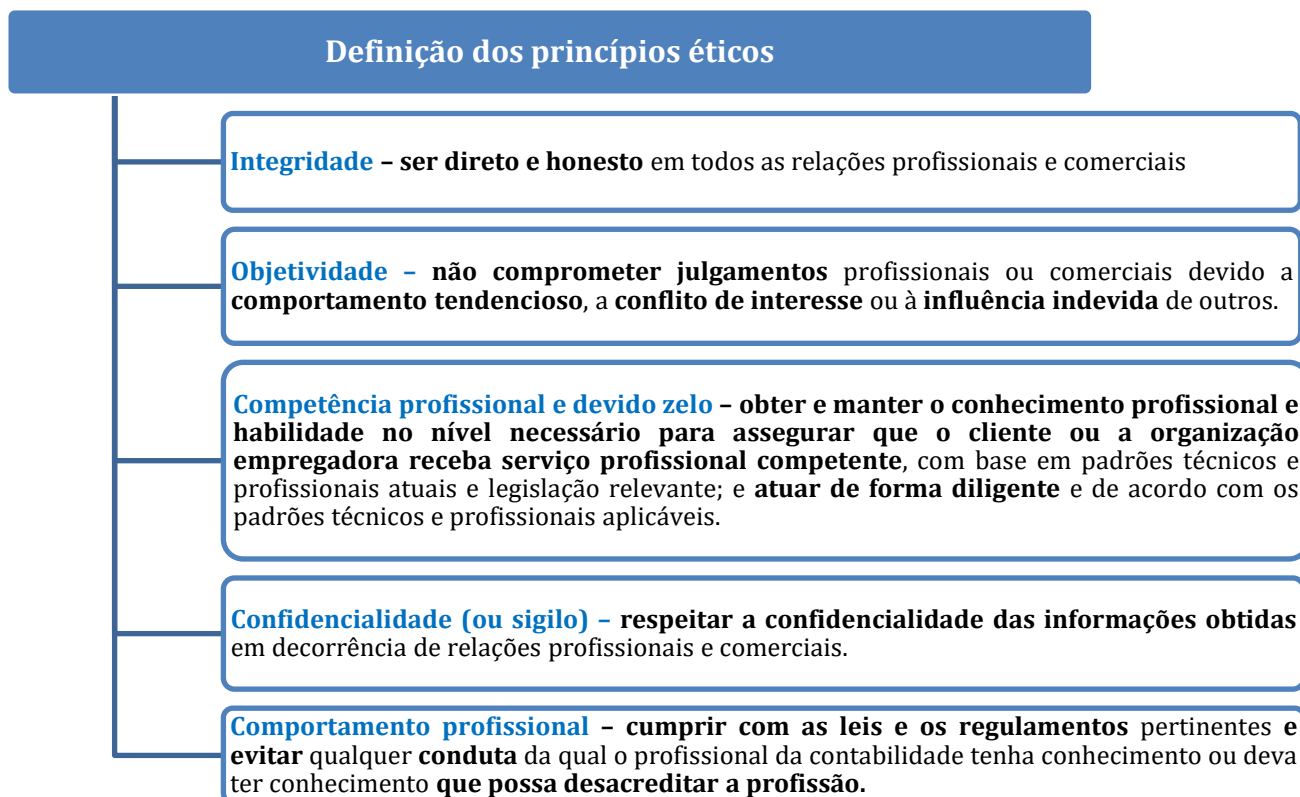 Definição dos princípios éticos
Integridade – ser direto e honesto em todos as relações profissionais e comerciais
Objetividade – não comprometer julgamentos profissionais ou comerciais devido a
comportamento tendencioso, a conflito de interesse ou à influência indevida de outros.
Competência profissional e devido zelo – obter e manter o conhecimento profissional e
habilidade no nível necessário para assegurar que o cliente ou a organização
empregadora receba serviço profissional competente, com base em padrões técnicos e
profissionais atuais e legislação relevante; e atuar de forma diligente e de acordo com os
padrões técnicos e profissionais aplicáveis.
Confidencialidade (ou sigilo) – respeitar a confidencialidade das informações obtidas
em decorrência de relações profissionais e comerciais.
Comportamento profissional – cumprir com as leis e os regulamentos pertinentes e
evitar qualquer conduta da qual o profissional da contabilidade tenha conhecimento ou deva
ter conhecimento que possa desacreditar a profissão.